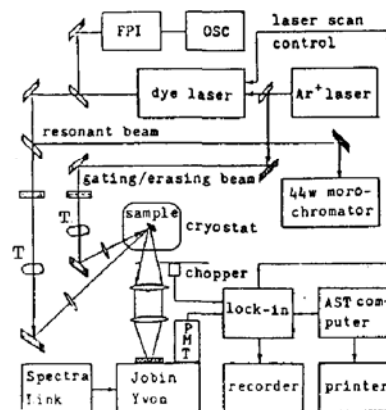 laser scan
control
FPI
OSC
dye laser
Ar+ laser
resonant beam
gating/erasing beam
44w moro-
chromator
T
sample
cryostat
T
chopper
PMT
lock-in
AST com-
puter
Spectra
Link
Jobin
Yvon
recorder
printer